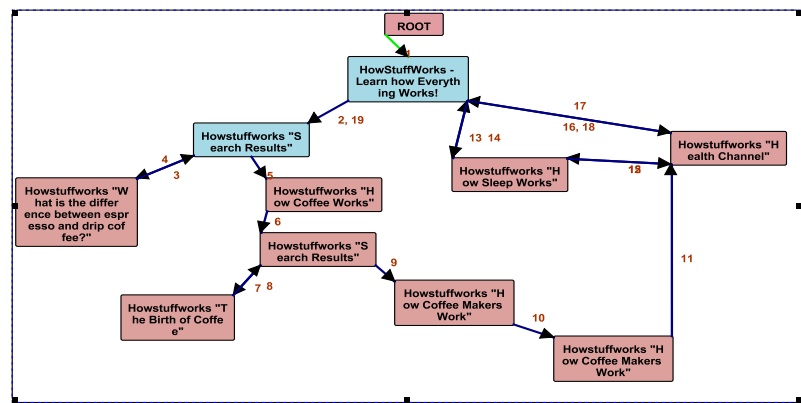 ROOT
1
HowStuffWorks -
Learn how Everyth
ing Works!
17
2, 19
16, 18
Howstuffworks "S
earch Results"
13 14
Howstuffworks "H
ealth Channel"
4
3
5
Howstuffworks "H
ow Sleep Works"
Howstuffworks "W
hat is the differ
ence between espr
esso and drip cof
fee?"
Howstuffworks "H
ow Coffee Works"
6
Howstuffworks "S
earch Results"
9
11
7 8
Howstuffworks "H
ow Coffee Makers
Work"
Howstuffworks "T
he Birth of Coffe
e"
10
Howstuffworks "H
ow Coffee Makers
Work"